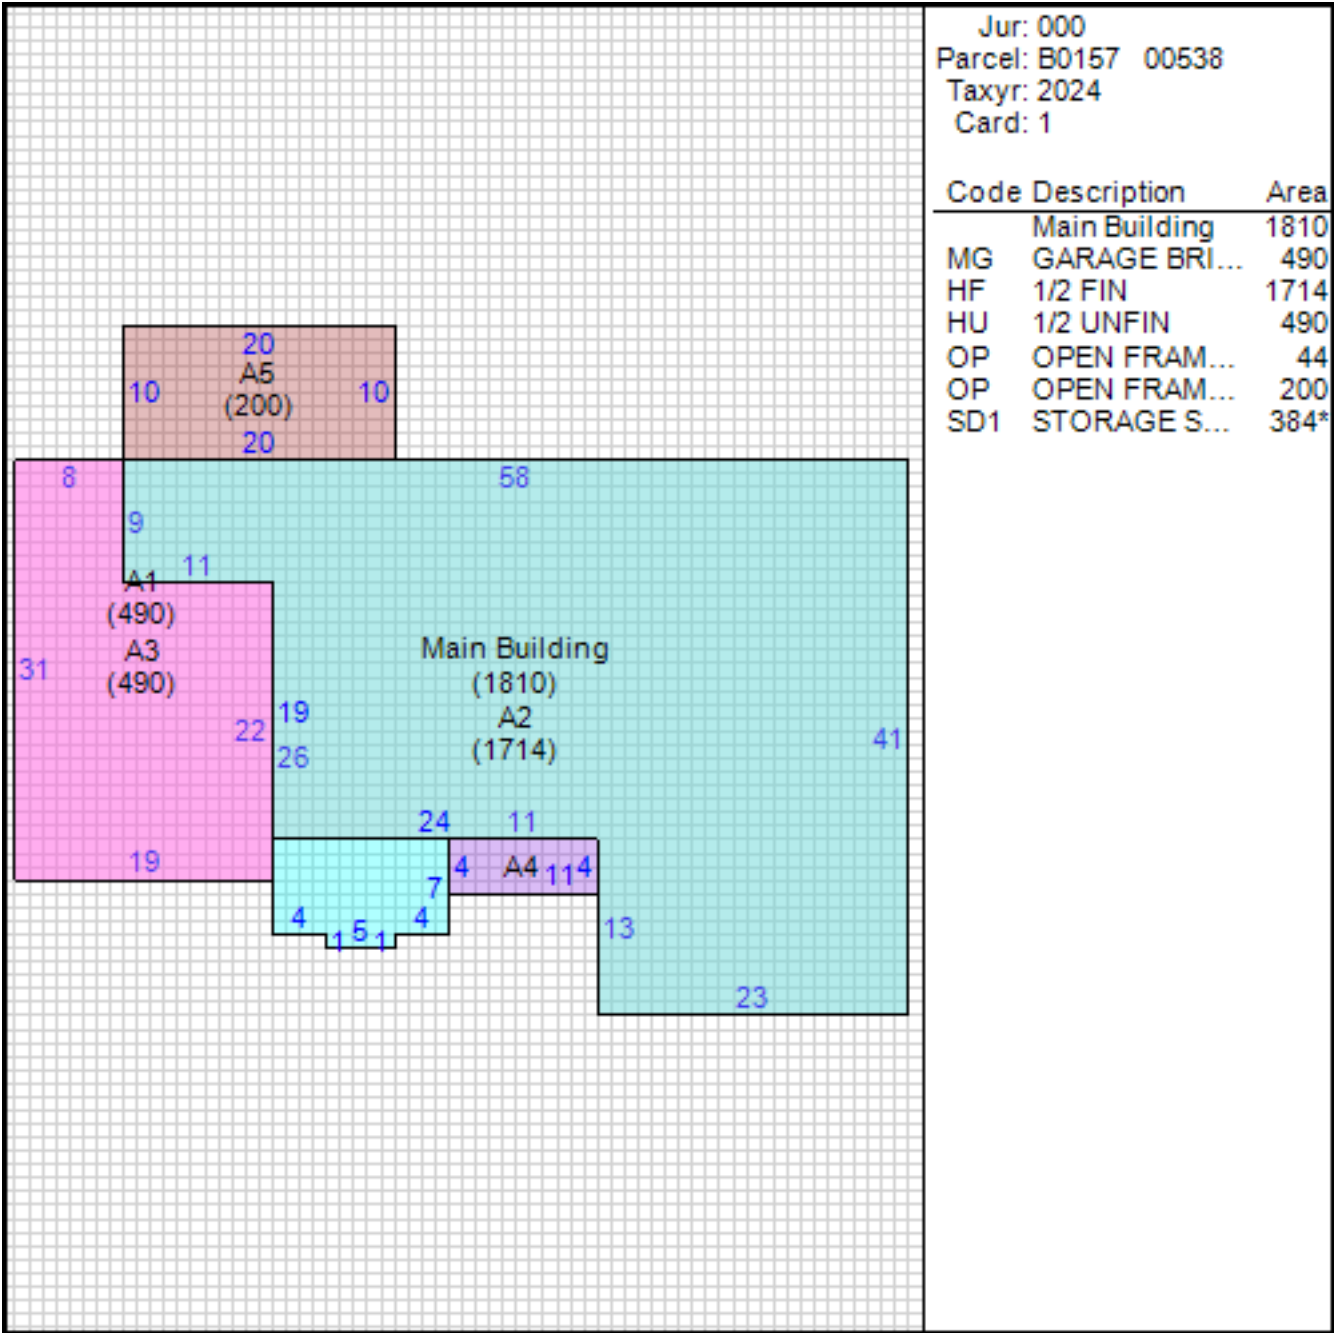 Jur: 000
Parcel: B0157 00538
Taxyr: 2024
Card: 1
Code Description Area
Main Building 1810
MG GARAGE BRI... 490
HF 1/2 FIN 1714
HU 1/2 UNFIN 490
OP OPEN FRAM... 44
OP OPEN FRAM... 200
SD1 STORAGE S... 384*
20
A5
10 10
(200)
20
8 58
9
11
A1
(490)
A3
(490)
31
Main Building
(1810)
A2
(1714)
19
22
26
41
24 11
19
4 A4 11 4
7
4 5 4
1 1
13
23